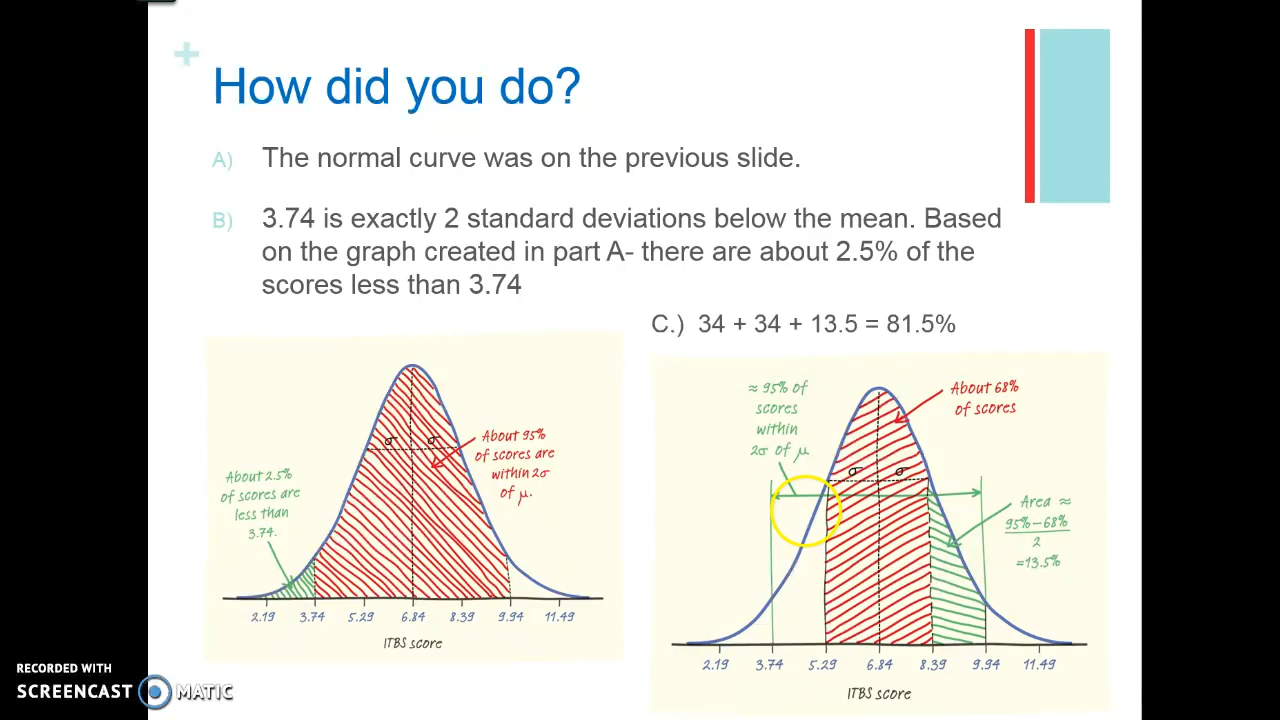 +
How did you do?
A) The normal curve was on the previous slide.
B) 3.74 is exactly 2 standard deviations below the mean. Based
on the graph created in part A- there are about 2.5% of the
scores less than 3.74
C.) 34 + 34 + 13.5 = 81.5%
About 2.5%
of scores are
less than
3.74.
σ σ
About 95%
of scores are
within 2σ
of μ.
2.19 3.74 5.29 6.84 8.39 9.94 11.49
ITBS score
≈ 95% of
scores
within
2σ of μ
About 68%
of scores
σ σ
Area ≈
95%-68%
2
=13.5%
2.19 3.74 5.29 6.84 8.39 9.94 11.49
ITBS score
RECORDED WITH
SCREENCAST MATIC